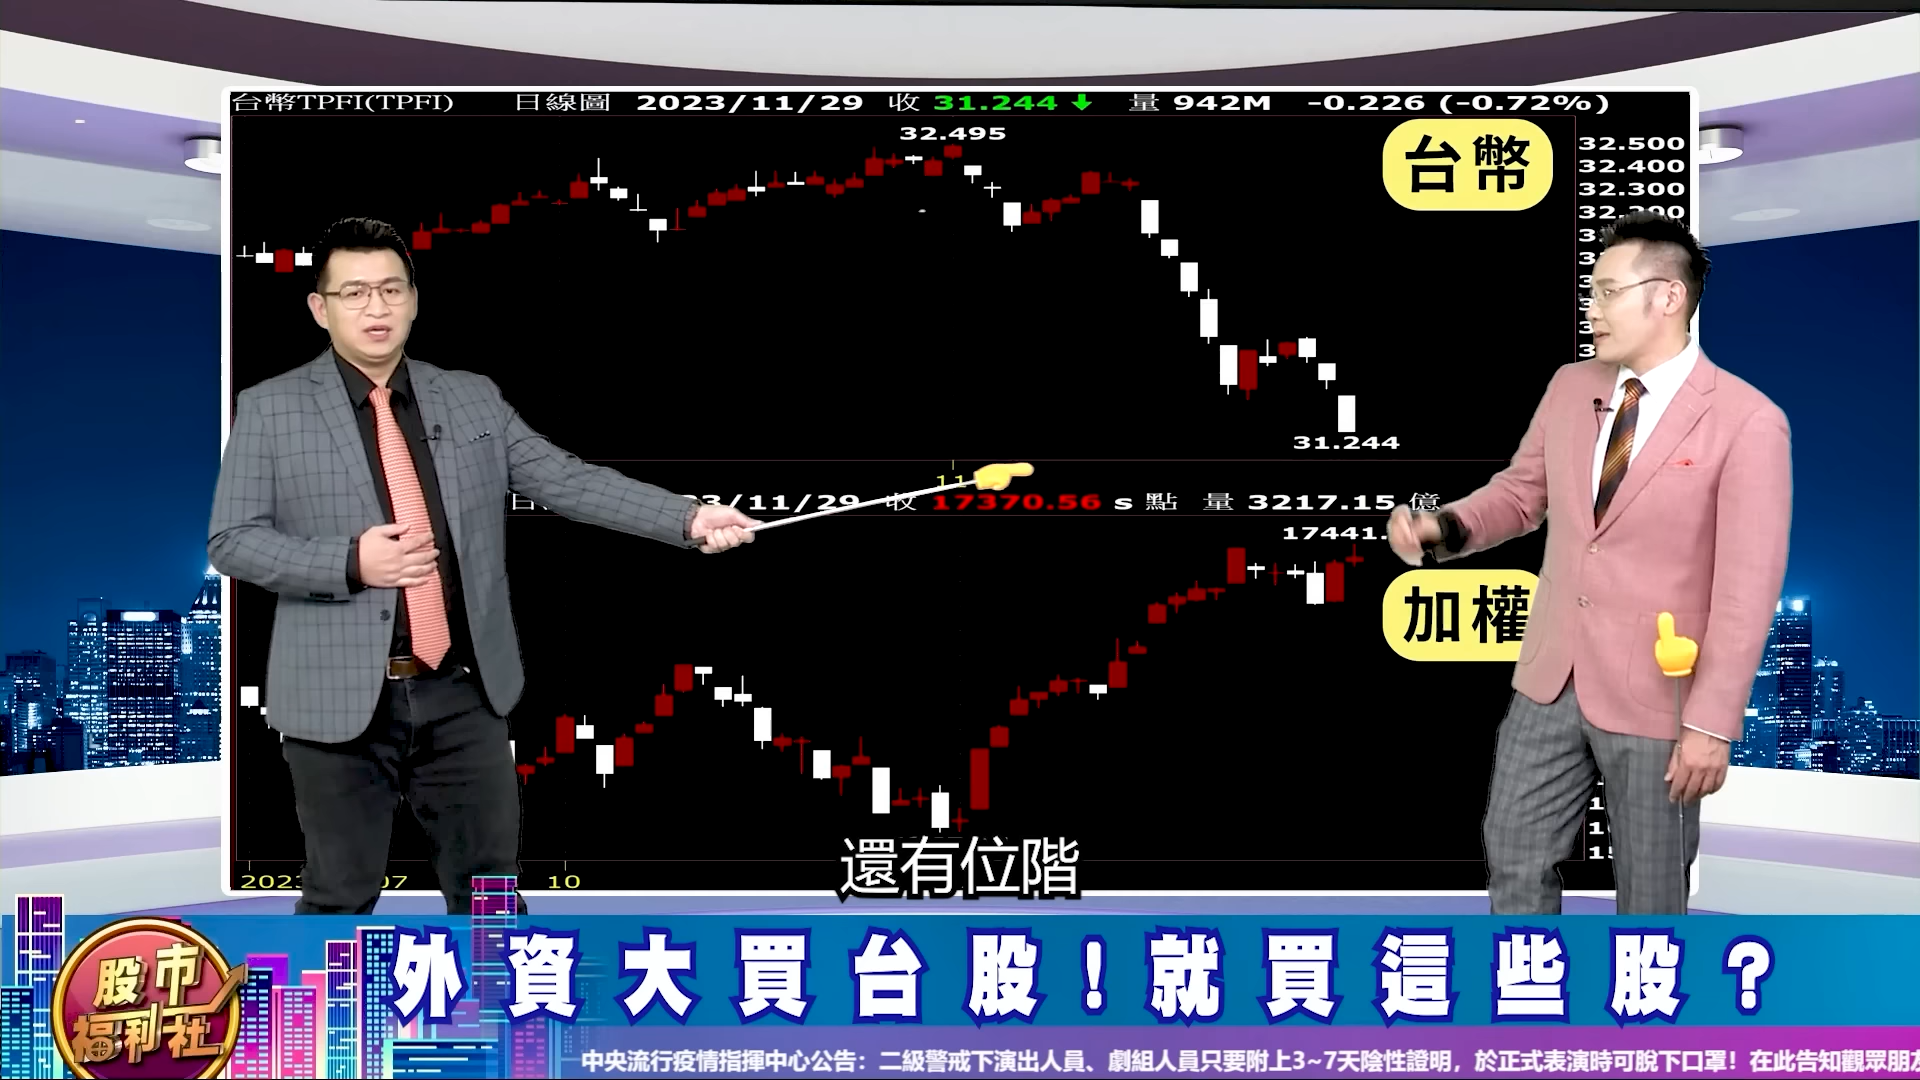 台幣TPFI(TPFI) 日線圖 2023/11/29 收 31.244 ↓ 量 942M -0.226 (-0.72%)
32.495
台幣
32.500
32.400
32.300
31.244
11
/11/29 收 17370.56 s 點 量 3217.15 億
17441.
加權
07
10
還有位階
外資大買台股!就買這些股?
股市
福利社
中央流行疫情指揮中心公告：二級警戒下演出人員、劇組人員只要附上3~7天陰性證明，於正式表演時可脫下口罩！在此告知觀眾朋友